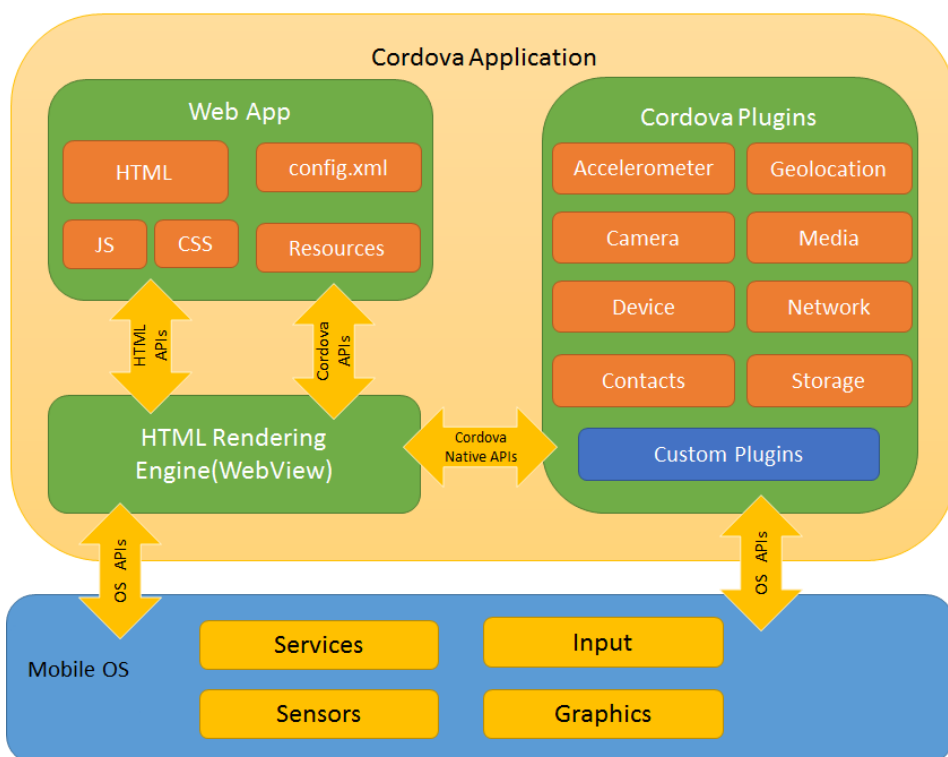 Cordova Application
Web App
HTML
config.xml
JS
CSS
Resources
HTML
APIs
Cordova
APIs
HTML Rendering
Engine(WebView)
Cordova
Native APIs
Cordova Plugins
Accelerometer
Geolocation
Camera
Media
Device
Network
Contacts
Storage
Custom Plugins
OS APIs
OS APIs
Mobile OS
Services
Input
Sensors
Graphics